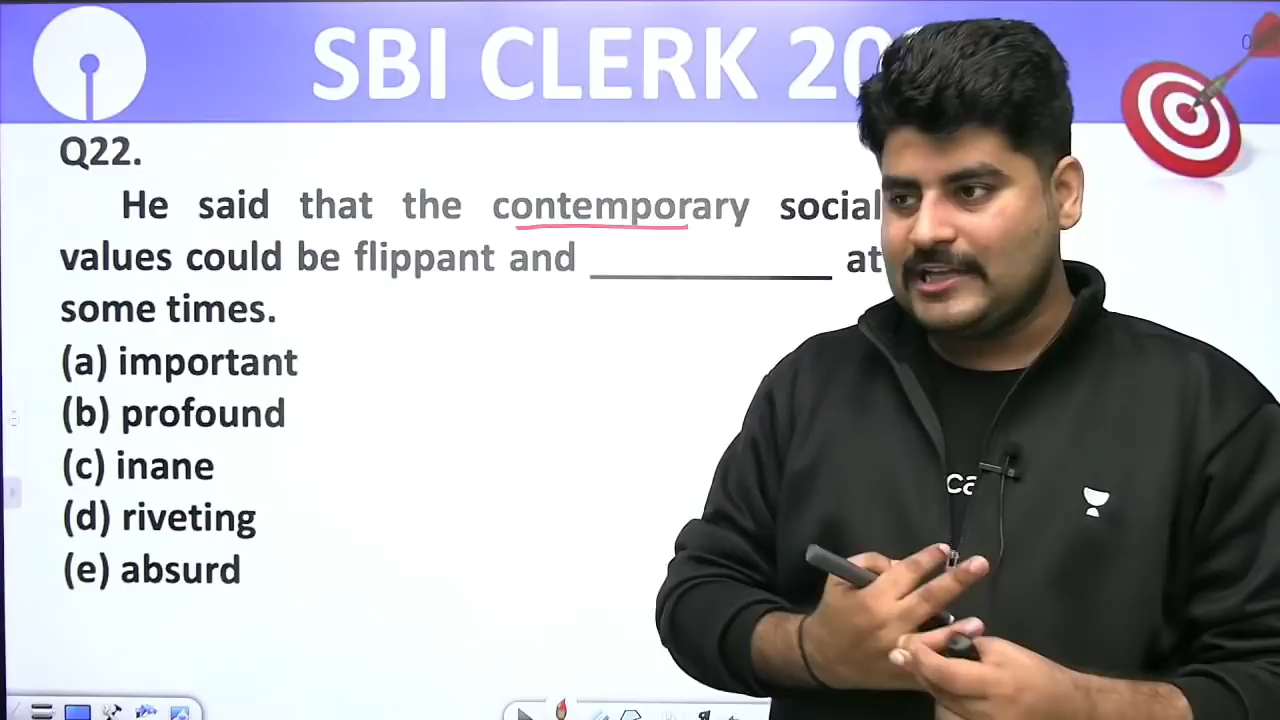 SBI CLERK 20
Q22.
He said that the contemporary social
values could be flippant and ____________ at
some times.
(a) important
(b) profound
(c) inane
(d) riveting
(e) absurd
ca